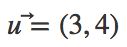 u⃗ = (3, 4)